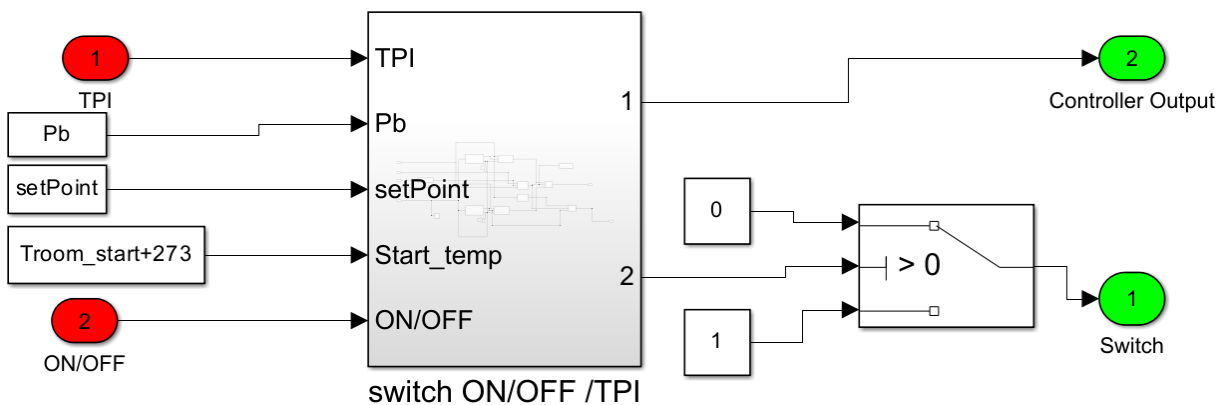 1
TPI
Pb
setPoint
Troom_start+273
2
ON/OFF
TPI
Pb
setPoint
Start_temp
ON/OFF
1
2
switch ON/OFF /TPI
0
1
> 0
2
Controller Output
1
Switch